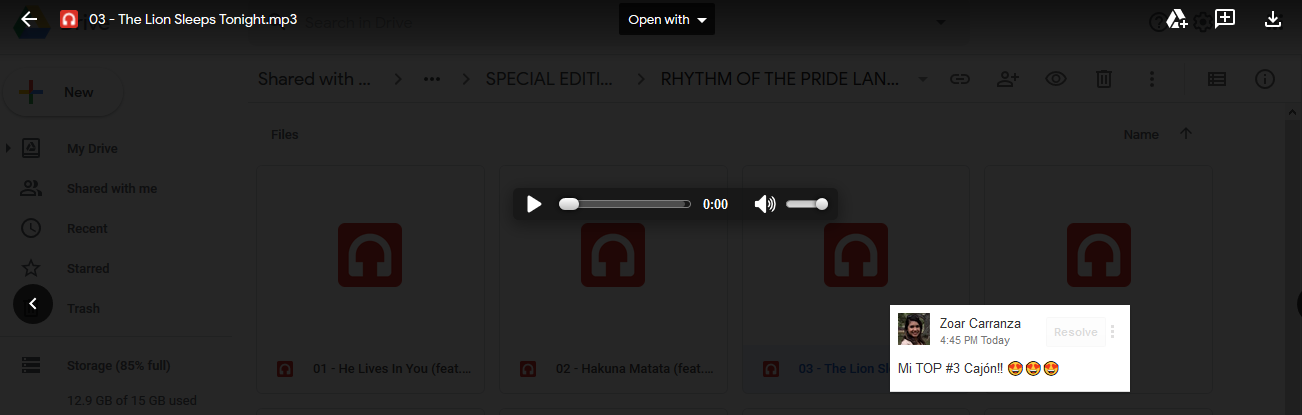 03 - The Lion Sleeps Tonight.mp3
Open with
Search in Drive
Shared with ...
SPECIAL EDITI...
RHYTHM OF THE PRIDE LAN...
New
My Drive
Shared with me
Recent
Starred
Trash
Storage (85% full)
12.9 GB of 15 GB used
Files
Name
0:00
01 - He Lives In You (feat....
02 - Hakuna Matata (feat....
03 - The Lion Sl
Zoar Carranza
Resolve
4:45 PM Today
Mi TOP #3 Cajón!! 😍😍😍